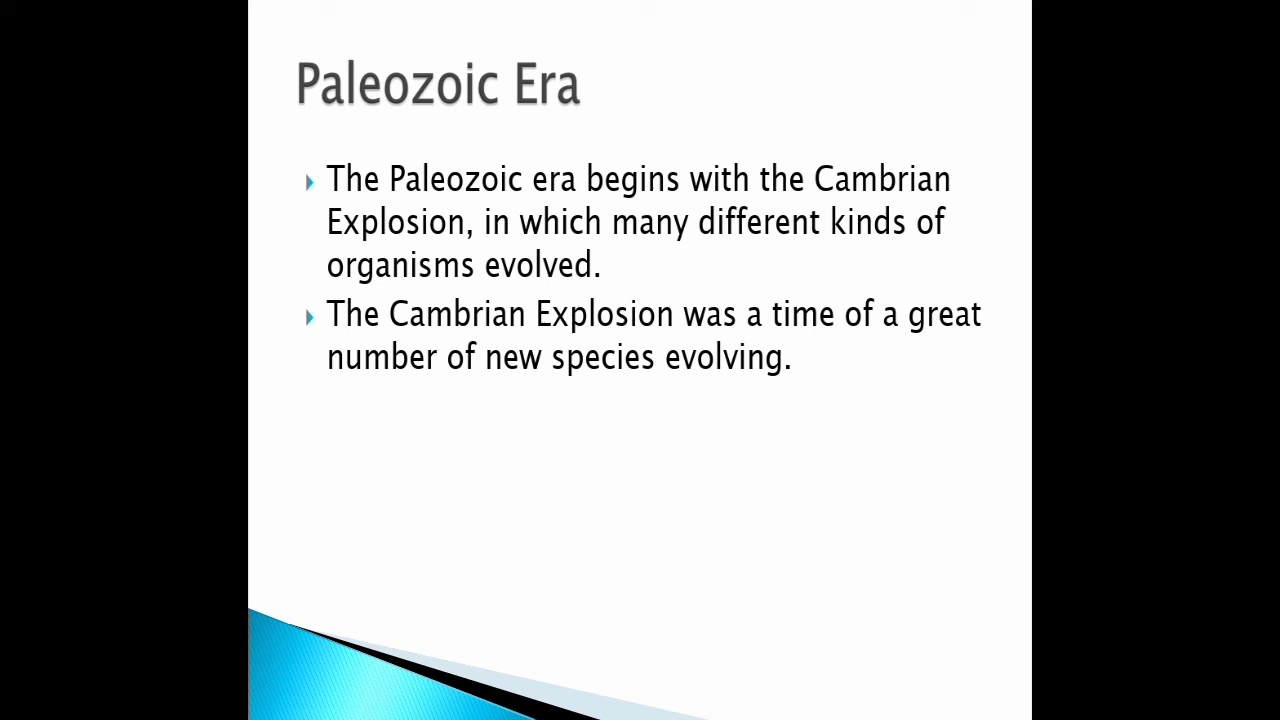 Paleozoic Era
The Paleozoic era begins with the Cambrian
Explosion, in which many different kinds of
organisms evolved.
The Cambrian Explosion was a time of a great
number of new species evolving.